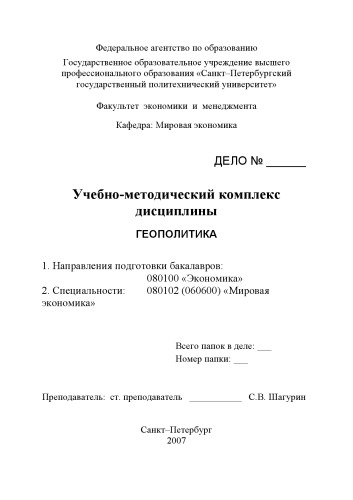 Федеральное агентство по образованию
Государственное образовательное учреждение высшего
профессионального образования «Санкт–Петербургский
государственный политехнический университет»
Факультет экономики и менеджмента
Кафедра: Мировая экономика
ДЕЛО № ______
Учебно-методический комплекс
дисциплины
ГЕОПОЛИТИКА
1. Направления подготовки бакалавров:
080100 «Экономика»
2. Специальности: 080102 (060600) «Мировая
экономика»
Всего папок в деле: ___
Номер папки: ___
Преподаватель: ст. преподаватель ___________ С.В. Шагурин
Санкт–Петербург
2007